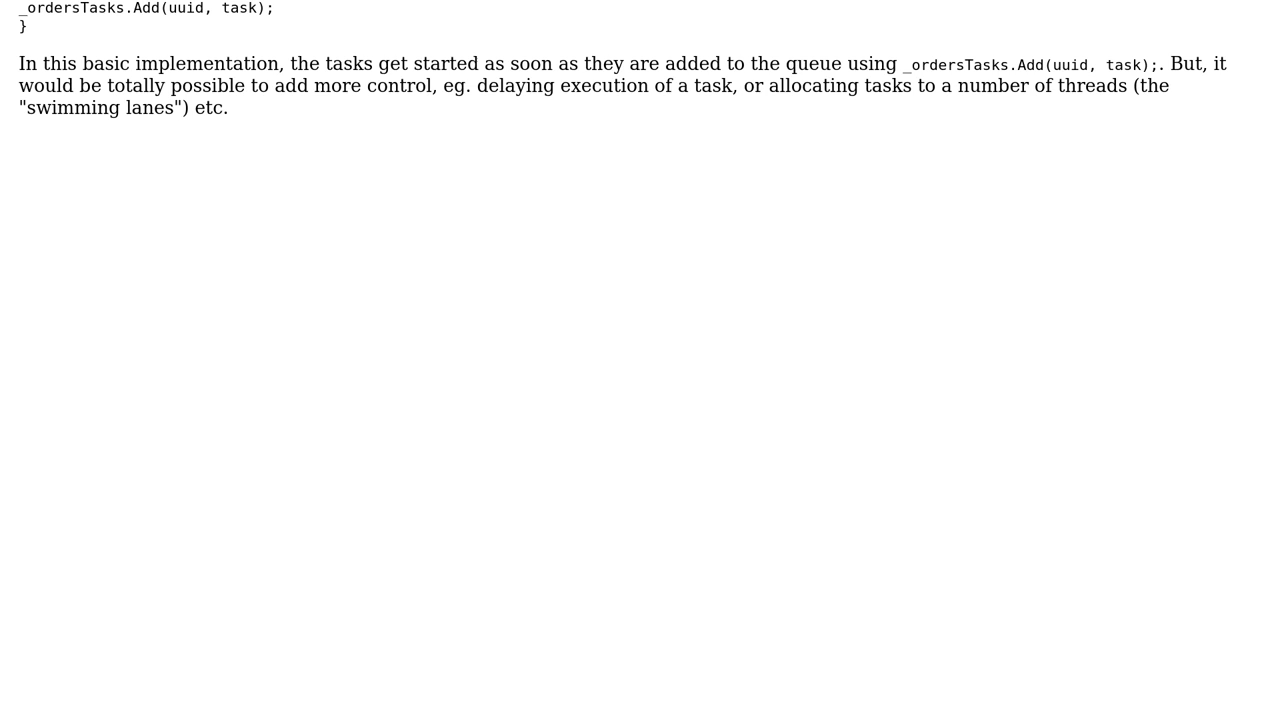 _ordersTasks.Add(uuid, task);
}
In this basic implementation, the tasks get started as soon as they are added to the queue using _ordersTasks.Add(uuid, task);. But, it
would be totally possible to add more control, eg. delaying execution of a task, or allocating tasks to a number of threads (the
"swimming lanes") etc.